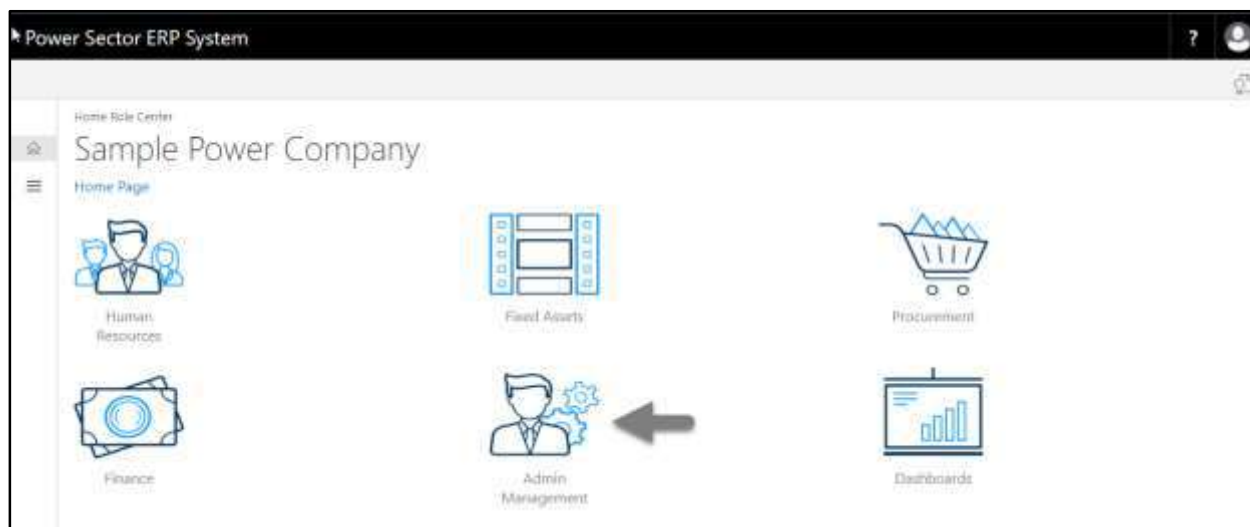 Power Sector ERP System
?
Home Role Center
Sample Power Company
Home Page
Human
Resources
Fixed Assets
Procurement
Finance
Admin
Management
Dashboards